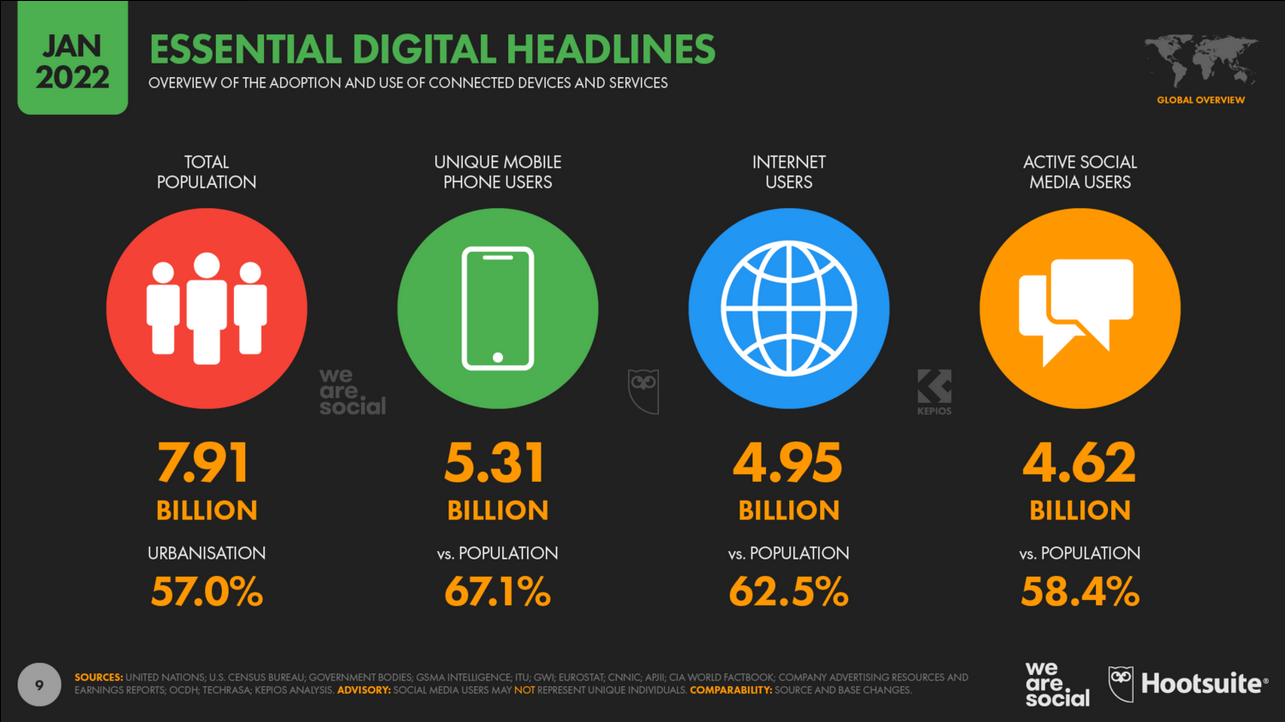 JAN
2022
ESSENTIAL DIGITAL HEADLINES
OVERVIEW OF THE ADOPTION AND USE OF CONNECTED DEVICES AND SERVICES
GLOBAL OVERVIEW
TOTAL
POPULATION
UNIQUE MOBILE
PHONE USERS
INTERNET
USERS
ACTIVE SOCIAL
MEDIA USERS
we
are
social
KEPIOS
7.91
BILLION
URBANISATION
57.0%
5.31
BILLION
vs. POPULATION
67.1%
4.95
BILLION
vs. POPULATION
62.5%
4.62
BILLION
vs. POPULATION
58.4%
9
SOURCES: UNITED NATIONS; U.S. CENSUS BUREAU; GOVERNMENT BODIES; GSMA INTELLIGENCE; ITU; GWI; EUROSTAT; CNNIC; APJII; CIA WORLD FACTBOOK; COMPANY ADVERTISING RESOURCES AND
EARNINGS REPORTS; OCDH; TECHRASA; KEPIOS ANALYSIS. ADVISORY: SOCIAL MEDIA USERS MAY NOT REPRESENT UNIQUE INDIVIDUALS. COMPARABILITY: SOURCE AND BASE CHANGES.
we
are
social
Hootsuite®